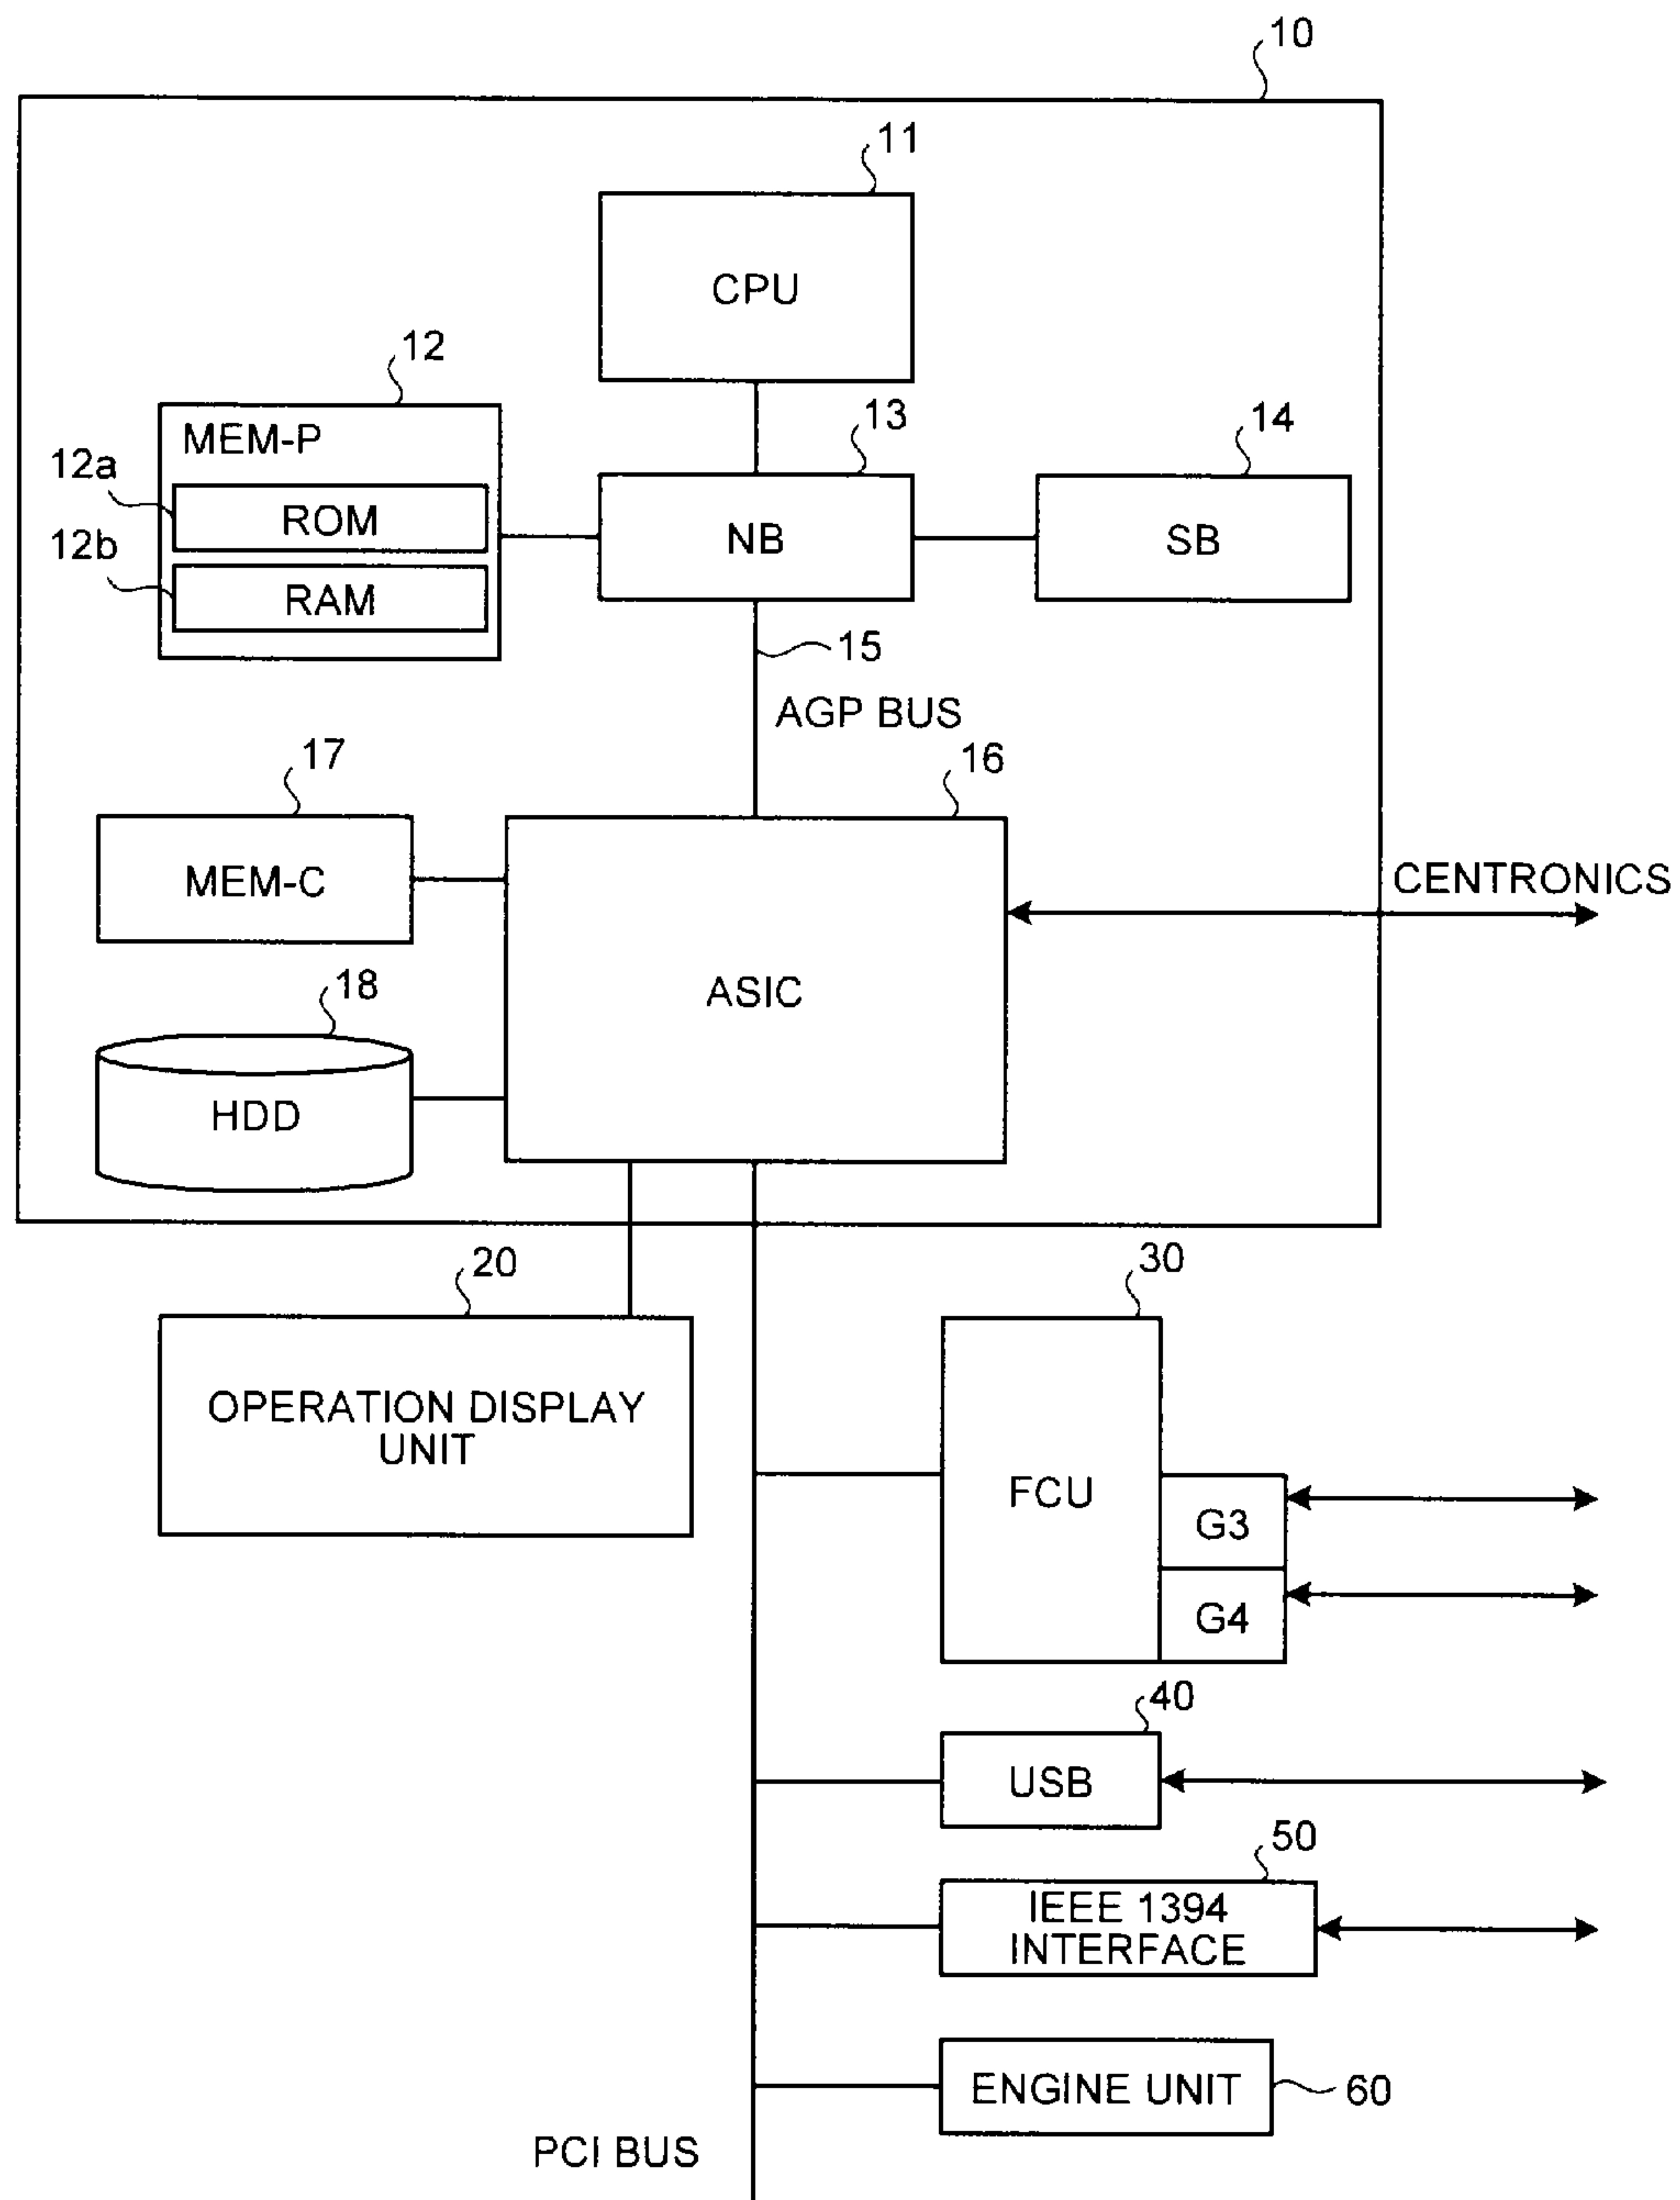 10
11
CPU
12
MEM-P
12a
ROM
12b
RAM
13
NB
14
SB
15
AGP BUS
17
MEM-C
16
ASIC
CENTRONICS
18
HDD
20
OPERATION DISPLAY
UNIT
30
FCU
G3
G4
40
USB
50
IEEE 1394
INTERFACE
ENGINE UNIT
60
PCI BUS